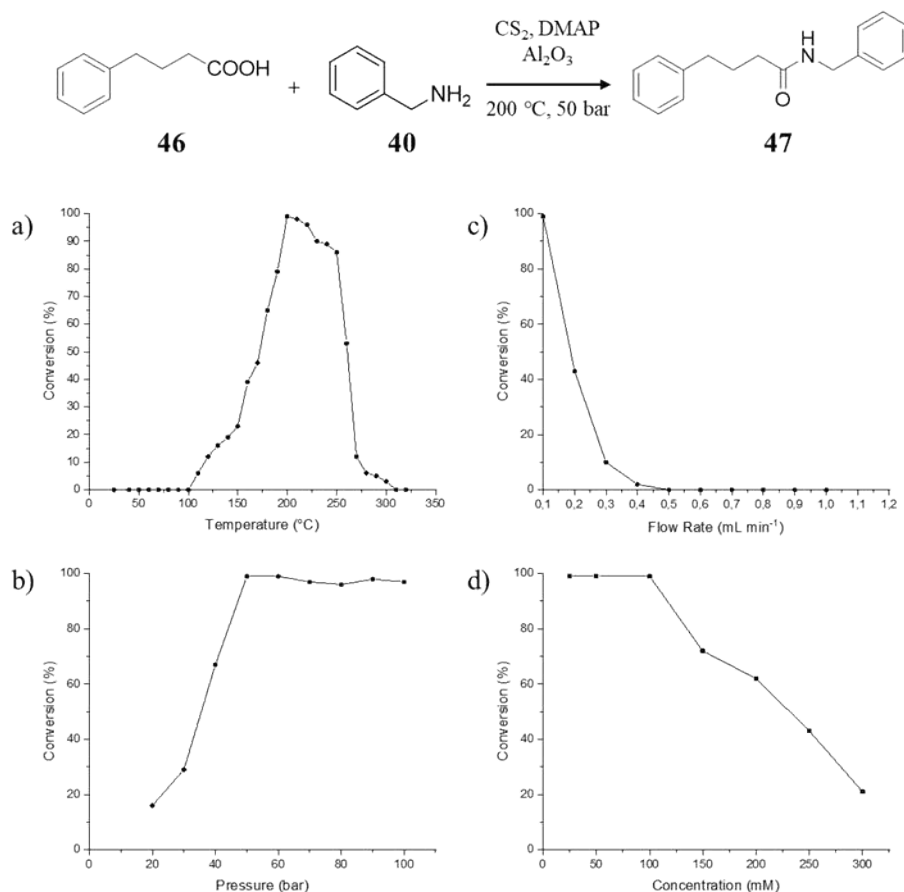 CS2, DMAP
Al2O3
200 °C, 50 bar
COOH
+
NH2
H
N
O
46
40
47
a)
100
90
80
70
60
50
40
30
20
10
0
0 50 100 150 200 250 300 350
Conversion (%)
Temperature (°C)
c)
100
80
60
40
20
0
0,1 0,2 0,3 0,4 0,5 0,6 0,7 0,8 0,9 1,0 1,1 1,2
Conversion (%)
Flow Rate (mL min-1)
b)
100
80
60
40
20
0
0 20 40 60 80 100
Conversion (%)
Pressure (bar)
d)
100
80
60
40
20
0
0 50 100 150 200 250 300
Conversion (%)
Concentration (mM)